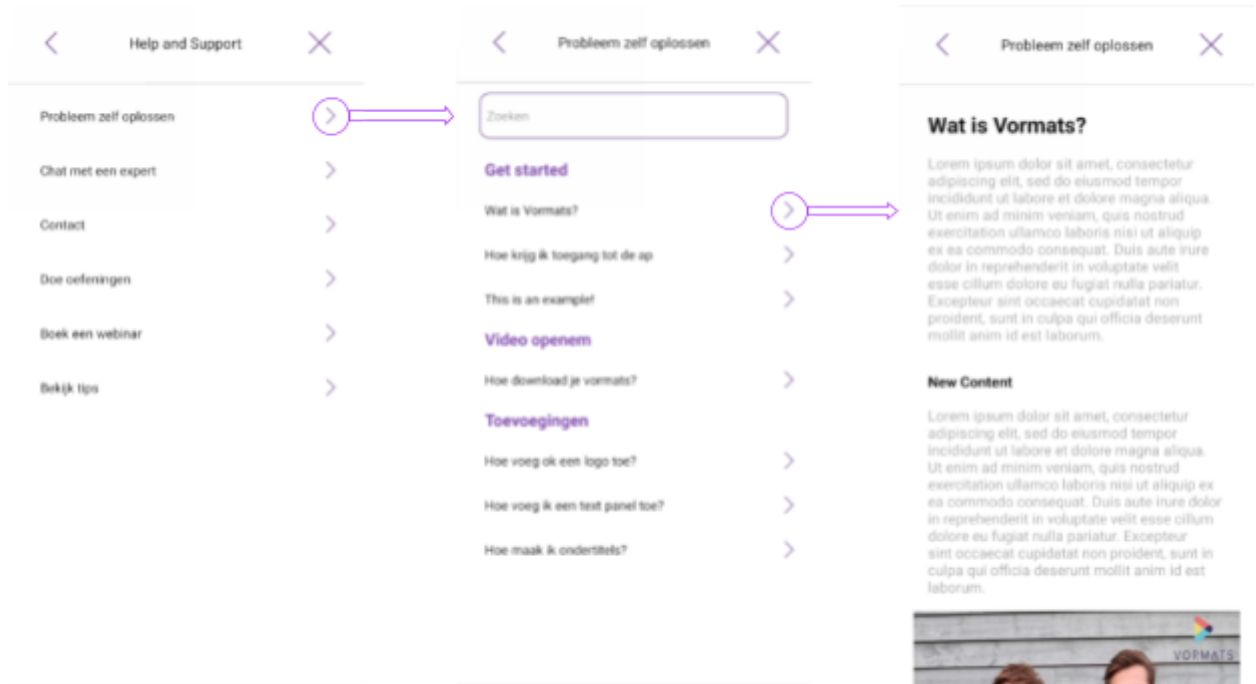 Help and Support
Probleem zelf oplossen
Chat met een expert
Contact
Doe oefeningen
Boek een webinar
Bekijk tips
Probleem zelf oplossen
Zoeken
Get started
Wat is Vormats?
Hoe krijg ik toegang tot de ap
This is an example!
Video openem
Hoe download je vormats?
Toevoegingen
Hoe voeg ok een logo toe?
Hoe voeg ik een text panel toe?
Hoe maak ik ondertitels?
Probleem zelf oplossen
Wat is Vormats?
Lorem ipsum dolor sit amet, consectetur
adipiscing elit, sed do eiusmod tempor
incididunt ut labore et dolore magna aliqua.
Ut enim ad minim veniam, quis nostrud
exercitation ullamco laboris nisi ut aliquip
ex ea commodo consequat. Duis aute irure
dolor in reprehenderit in voluptate velit
esse cillum dolore eu fugiat nulla pariatur.
Excepteur sint occaecat cupidatat non
proident, sunt in culpa qui officia deserunt
mollit anim id est laborum.
New Content
Lorem ipsum dolor sit amet, consectetur
adipiscing elit, sed do eiusmod tempor
incididunt ut labore et dolore magna aliqua.
Ut enim ad minim veniam, quis nostrud
exercitation ullamco laboris nisi ut aliquip ex
ea commodo consequat. Duis aute irure dolor
in reprehenderit in voluptate velit esse cillum
dolore eu fugiat nulla pariatur. Excepteur
sint occaecat cupidatat non proident, sunt in
culpa qui officia deserunt mollit anim id est
laborum.
VORMATS